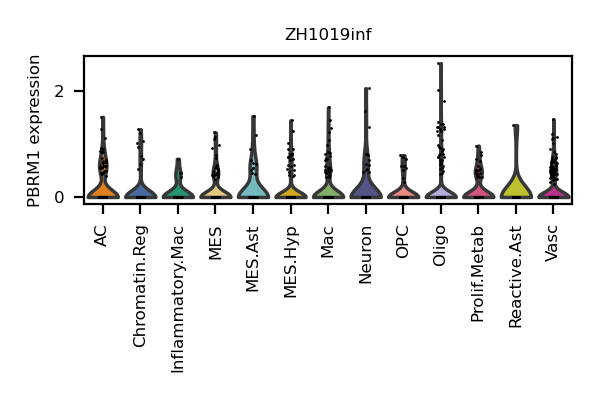 ZH1019inf
PBRM1 expression
2
0
AC
Chromatin.Reg
Inflammatory.Mac
MES
MES.Ast
MES.Hyp
Mac
Neuron
OPC
Oligo
Prolif.Metab
Reactive.Ast
Vasc